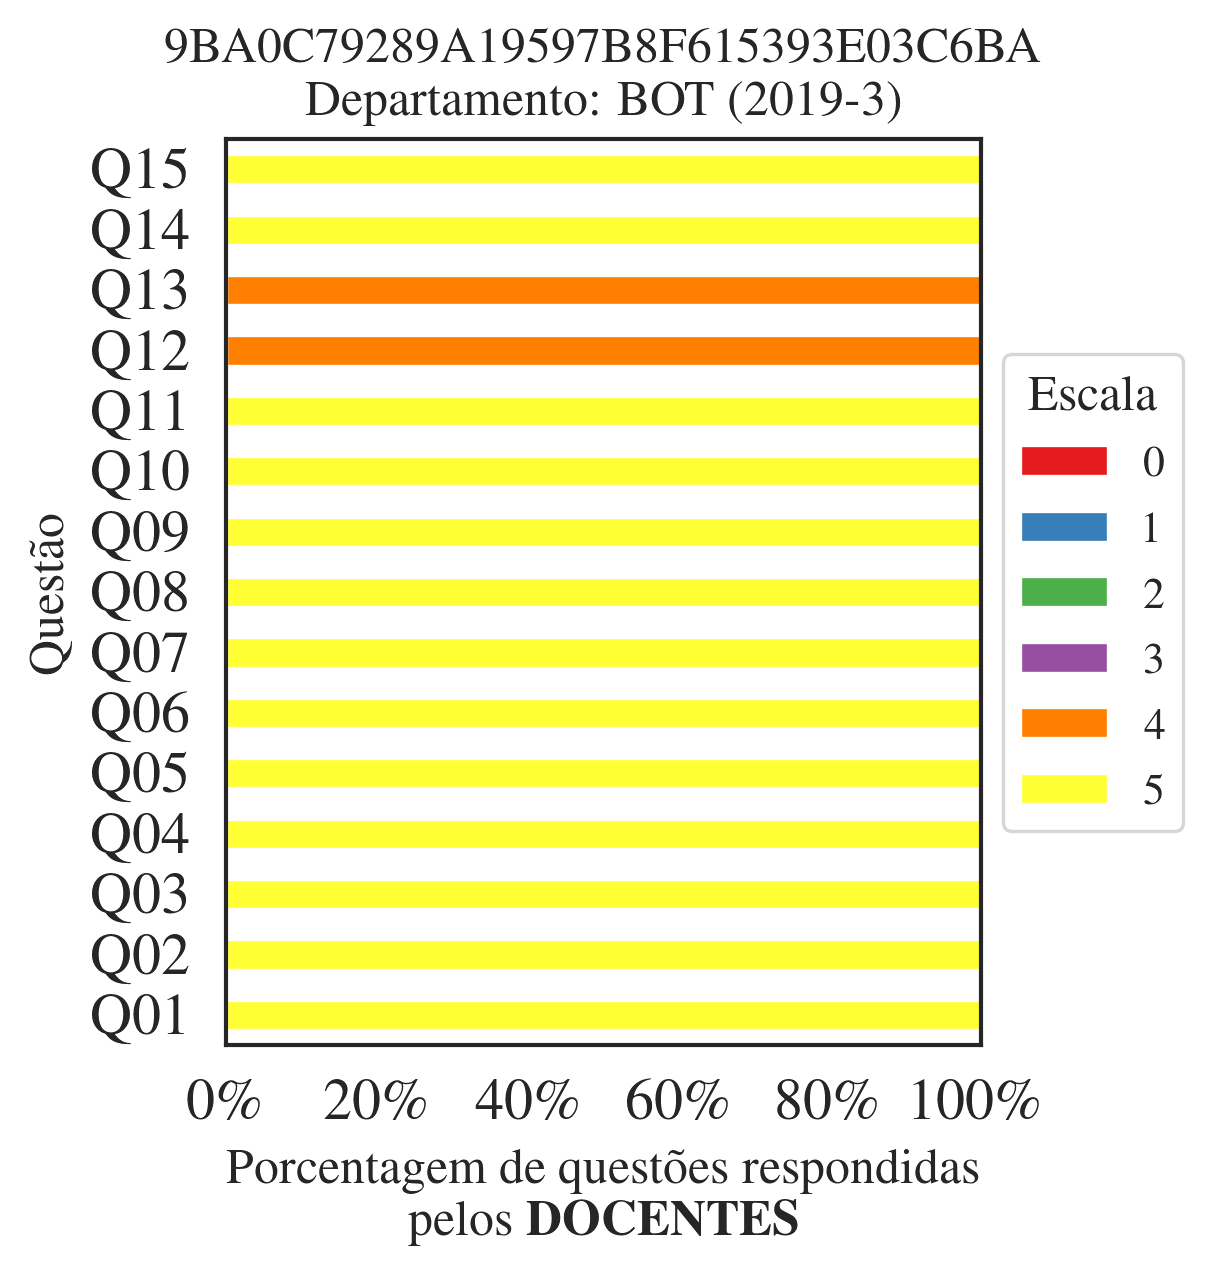 9BA0C79289A19597B8F615393E03C6BA
Departamento: BOT (2019-3)
Q15
Q14
Q13
Q12
Q11
Q10
Q09
Q08
Q07
Q06
Q05
Q04
Q03
Q02
Q01
Questão
Escala
0
1
2
3
4
5
0% 20% 40% 60% 80% 100%
Porcentagem de questões respondidas
pelos DOCENTES